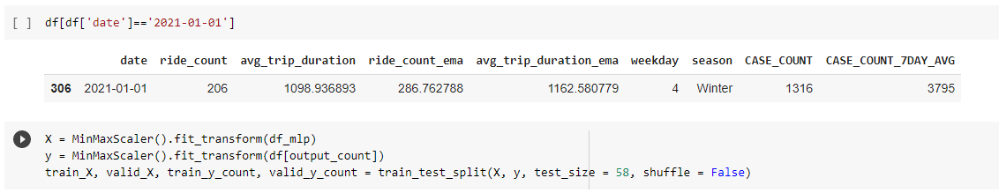 [ ] df[df['date']=='2021-01-01']
date ride_count avg_trip_duration ride_count_ema avg_trip_duration_ema weekday season CASE_COUNT CASE_COUNT_7DAY_AVG
306 2021-01-01 206 1098.936893 286.762788 1162.580779 4 Winter 1316 3795
X = MinMaxScaler().fit_transform(df_mlp)
y = MinMaxScaler().fit_transform(df[output_count])
train_X, valid_X, train_y_count, valid_y_count = train_test_split(X, y, test_size = 58, shuffle = False)